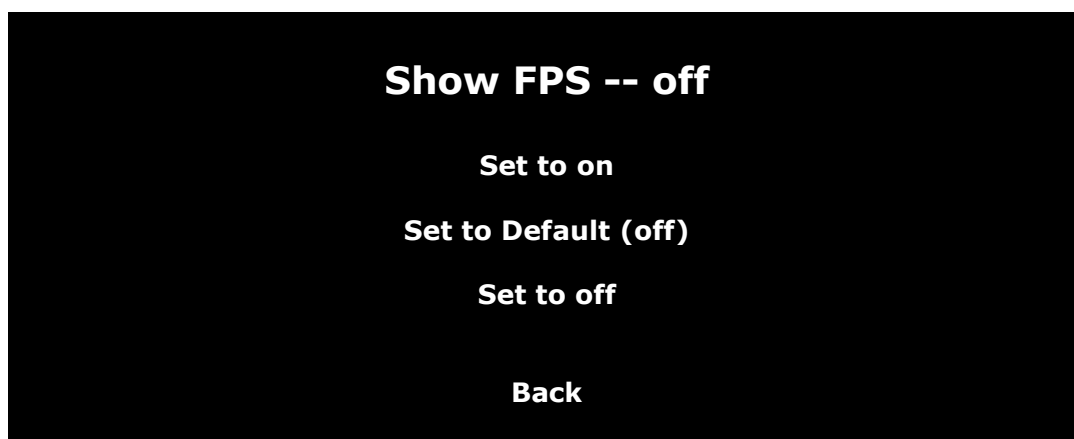 Show FPS -- off
Set to on
Set to Default (off)
Set to off
Back